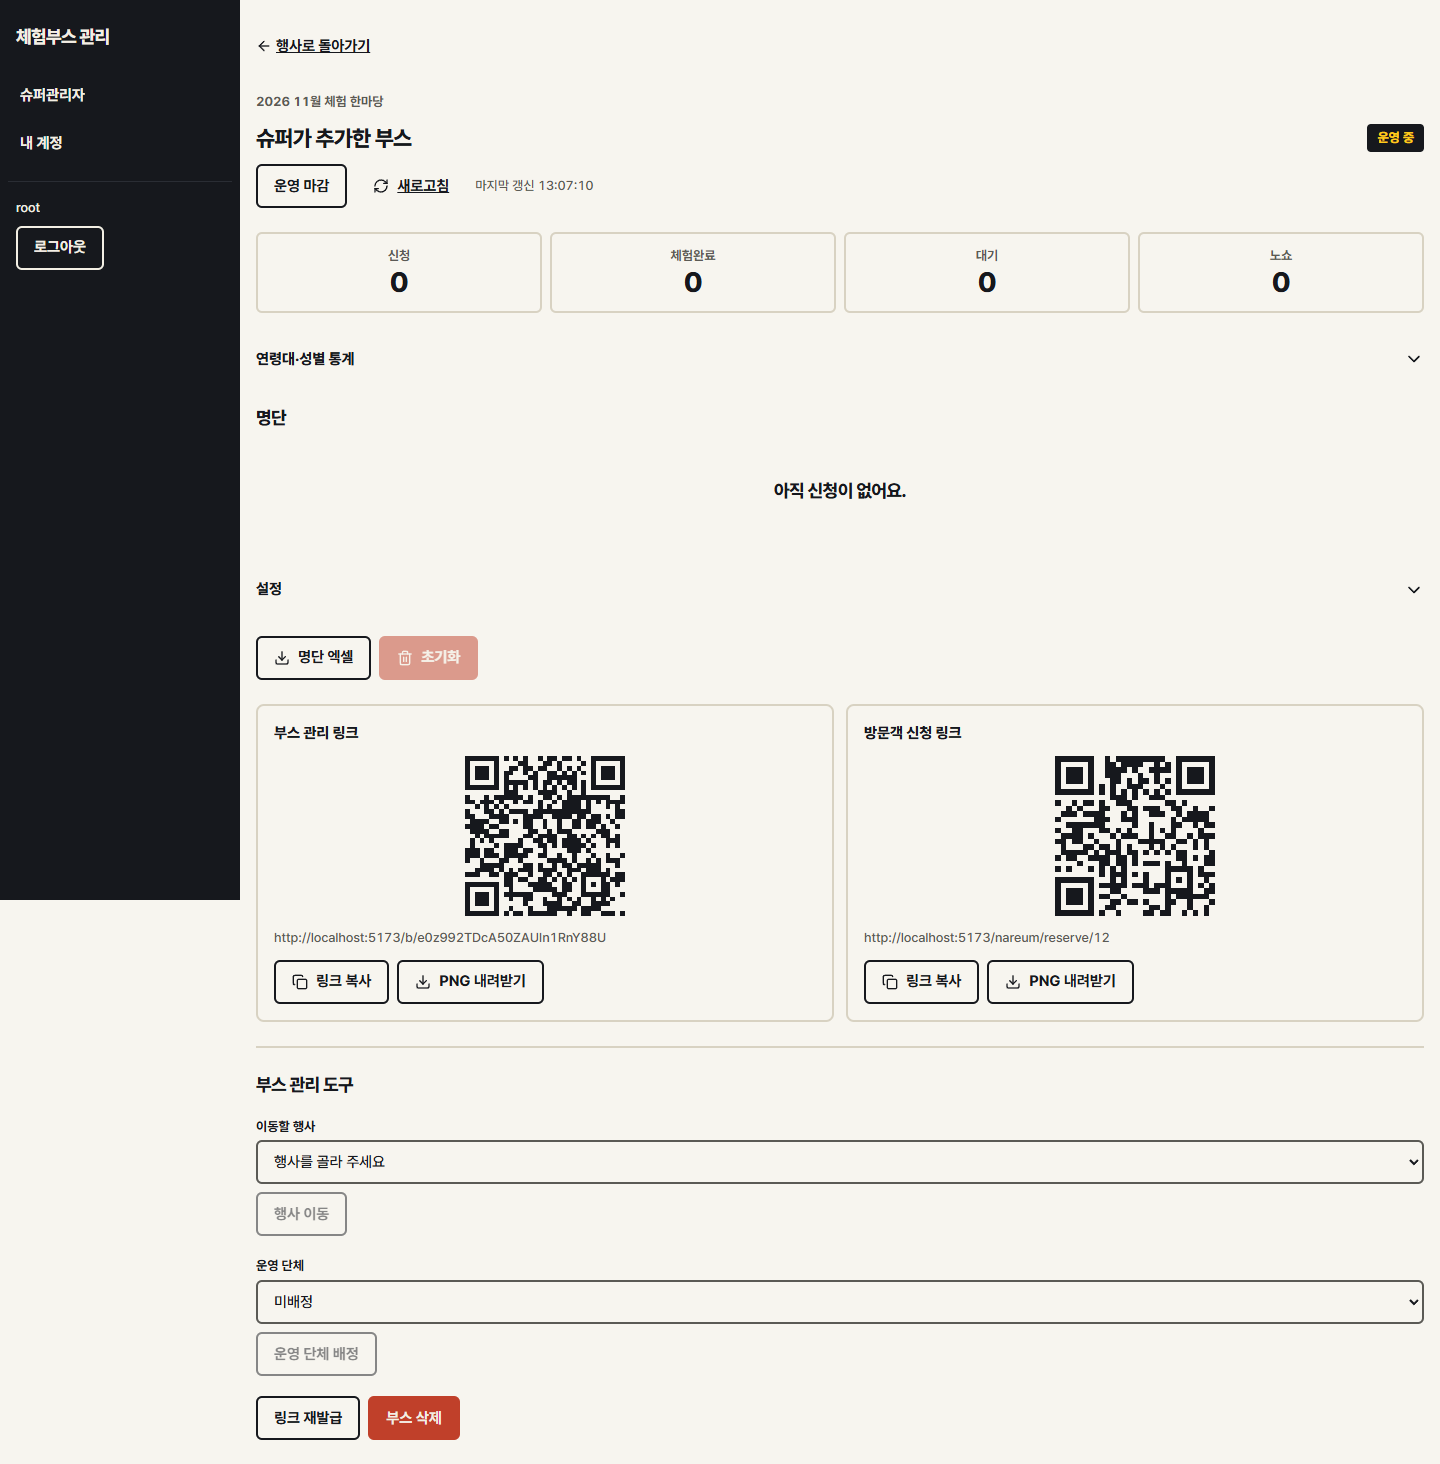 체험부스 관리
슈퍼관리자
내 계정
root
로그아웃
행사로 돌아가기
2026 11월 체험 한마당
슈퍼가 추가한 부스
운영 중
운영 마감
새로고침
마지막 갱신 13:07:10
신청
0
체험완료
0
대기
0
노쇼
0
연령대·성별 통계
명단
아직 신청이 없어요.
설정
명단 엑셀
초기화
부스 관리 링크
http://localhost:5173/b/e0z992TDcA50ZAUln1RnY88U
링크 복사
PNG 내려받기
방문객 신청 링크
http://localhost:5173/nareum/reserve/12
링크 복사
PNG 내려받기
부스 관리 도구
이동할 행사
행사를 골라 주세요
행사 이동
운영 단체
미배정
운영 단체 배정
링크 재발급
부스 삭제